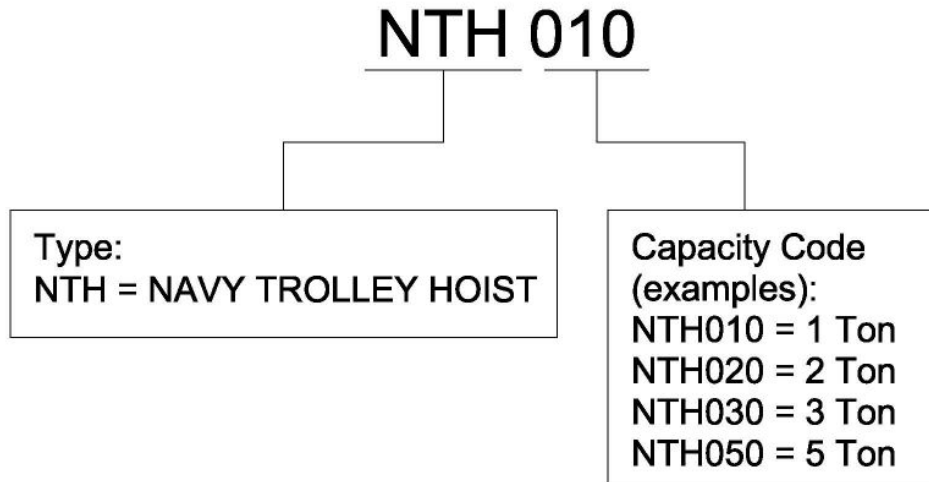 NTH 010
Type:
NTH = NAVY TROLLEY HOIST
Capacity Code
(examples):
NTH010 = 1 Ton
NTH020 = 2 Ton
NTH030 = 3 Ton
NTH050 = 5 Ton